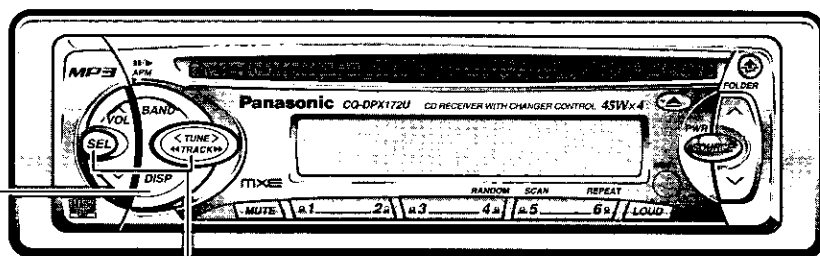 MP3
APM
FOLDER
Panasonic CQ-DPX172U CD RECEIVER WITH CHANGER CONTROL 45W×4
BAND
VOL
PWR
SEL
< TUNE >
TRACK
SOURCE
DISP
MXE
RANDOM SCAN REPEAT
MUTE 1 2 3 4 5 6 LOUD